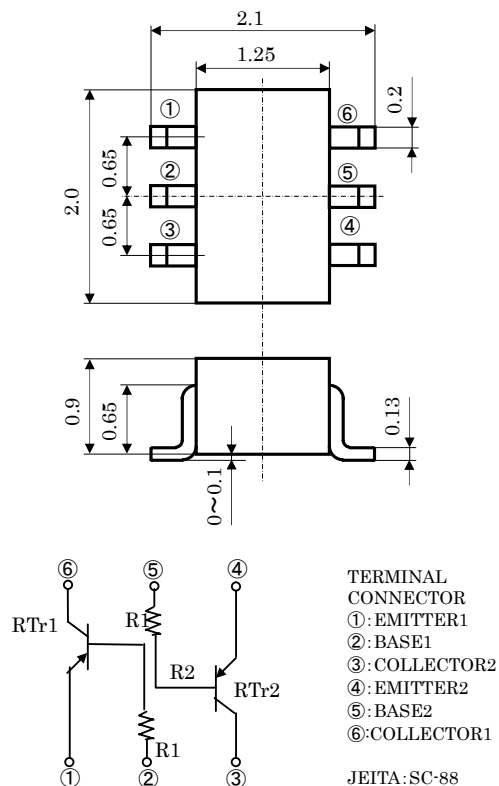 2.1
1.25
①
⑥
0.2
0.65
②
⑤
2.0
0.65
③
④
0.9
0.65
0.13
0~0.1
⑥
⑤
④
RTr1
R1
R2
RTr2
R1
①
②
③
TERMINAL
CONNECTOR
①:EMITTER1
②:BASE1
③:COLLECTOR2
④:EMITTER2
⑤:BASE2
⑥:COLLECTOR1
JEITA:SC-88